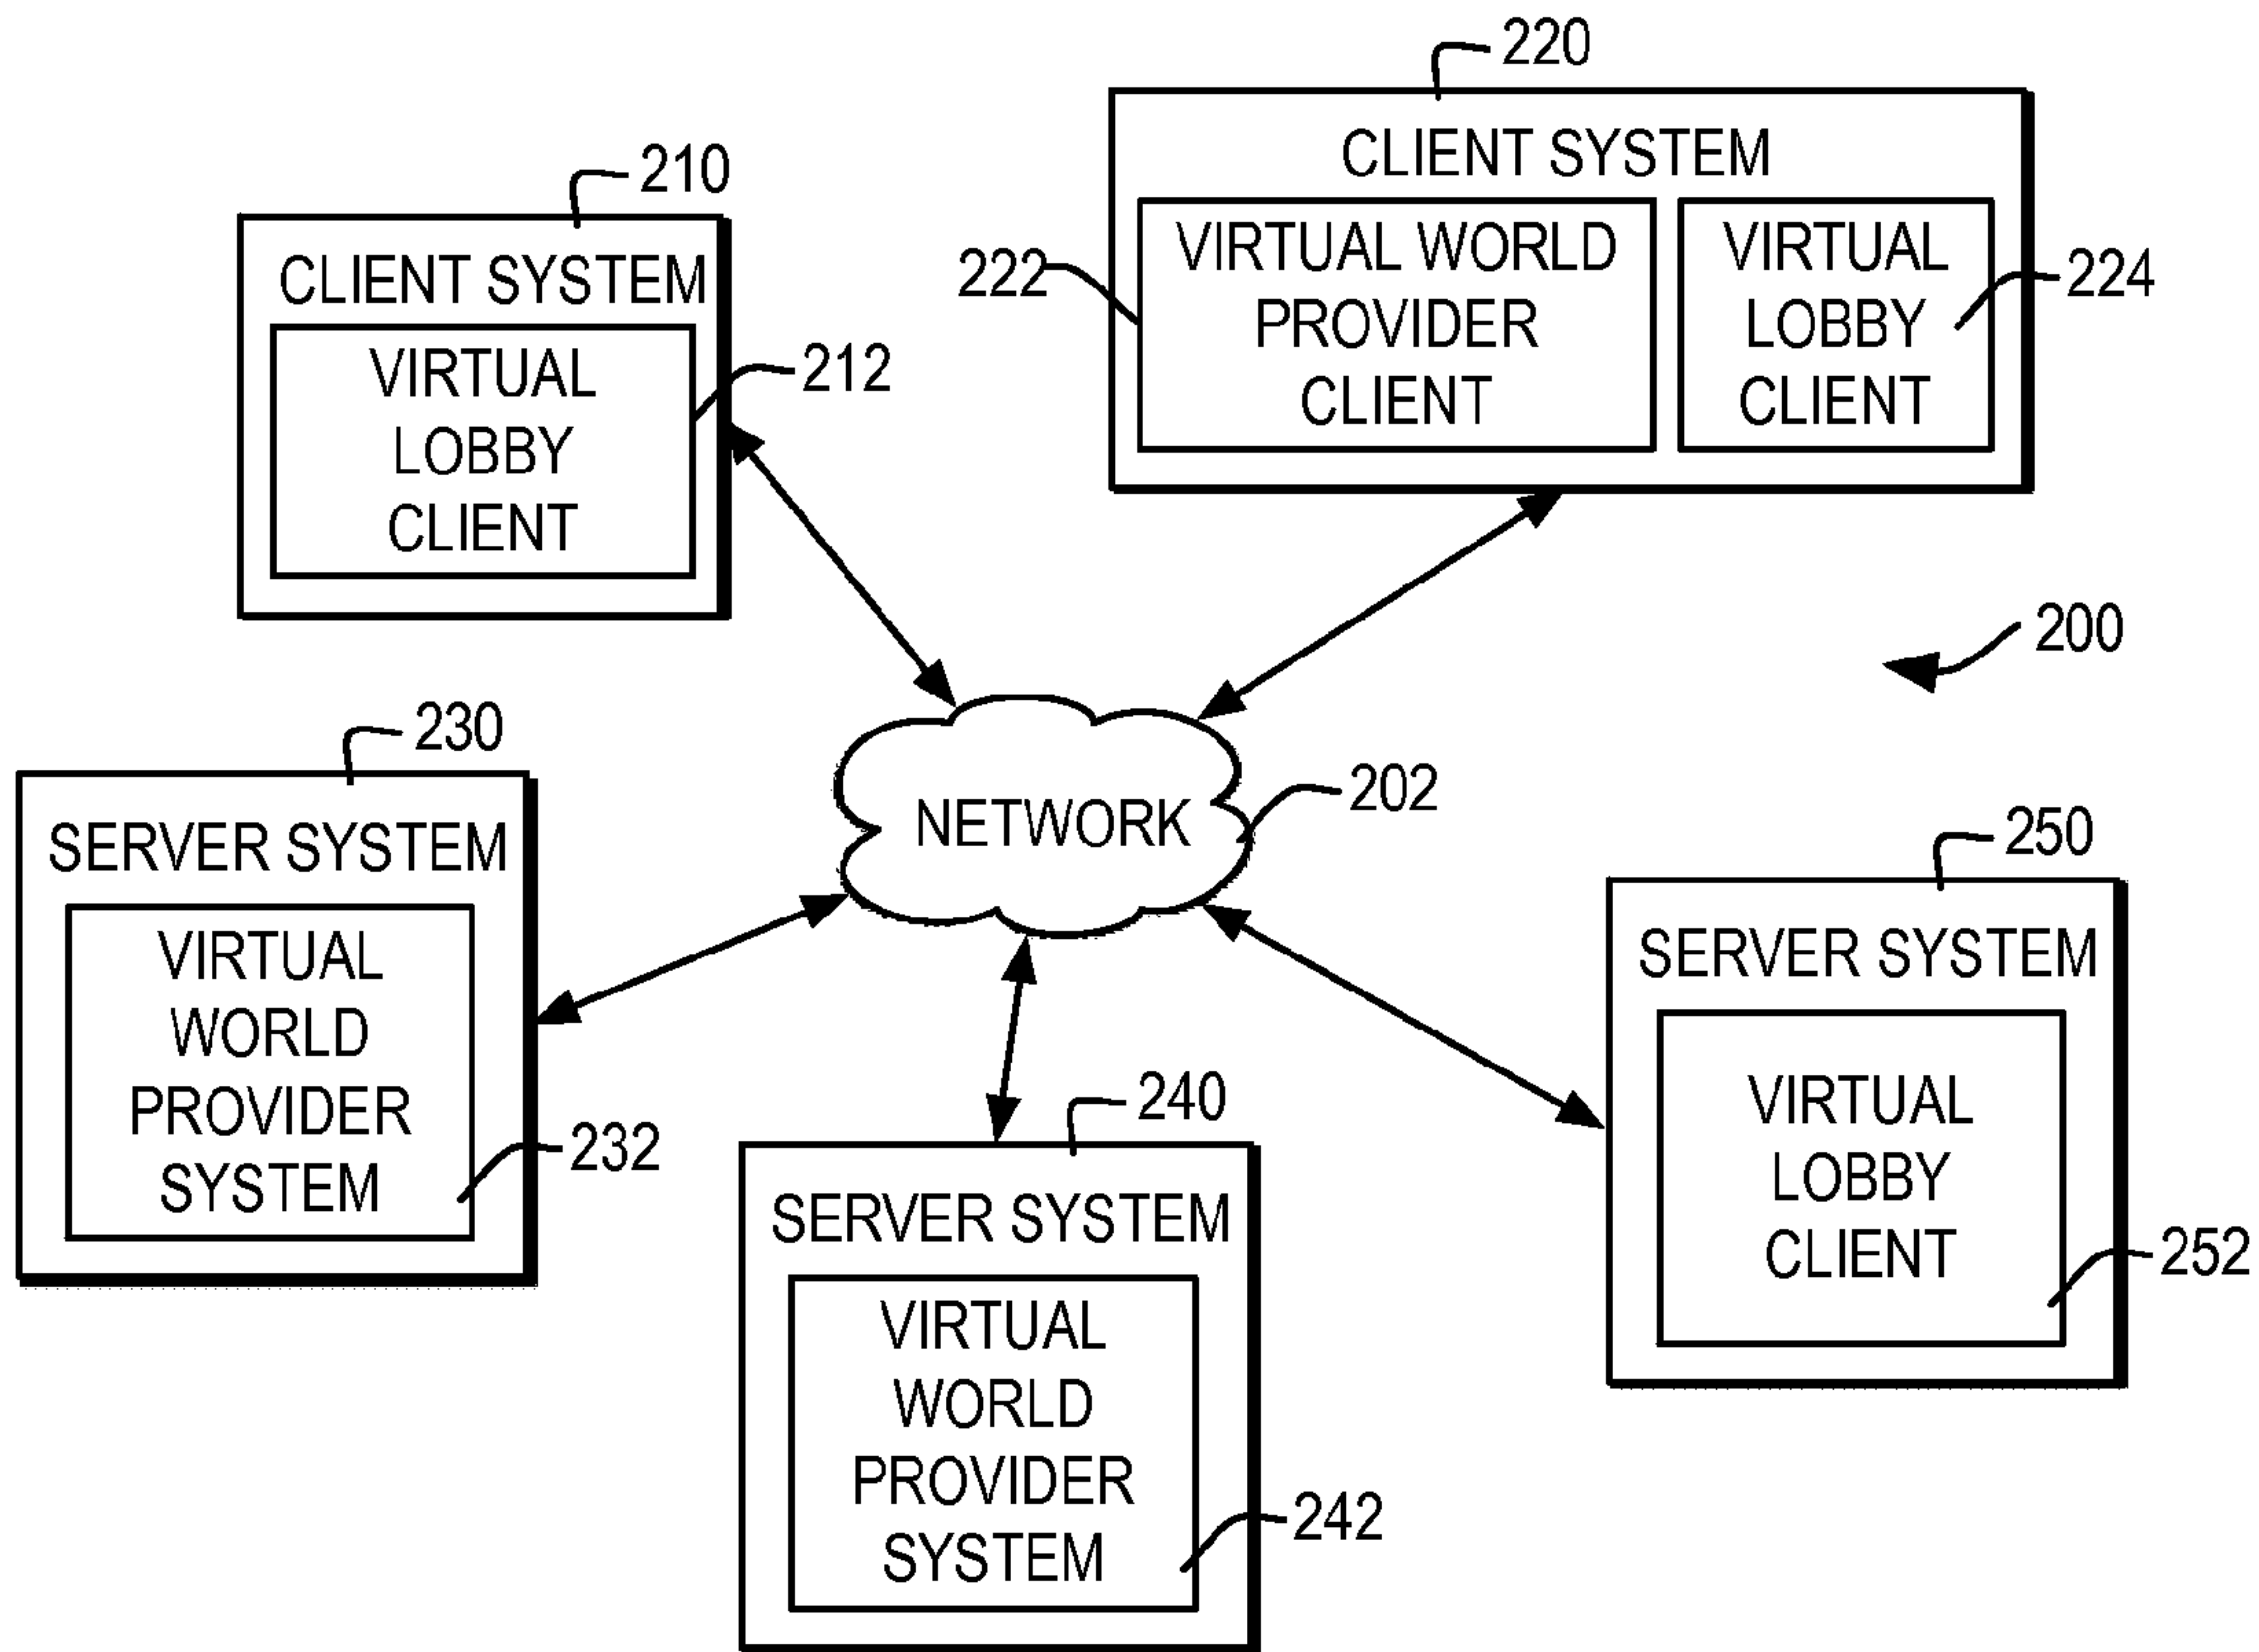 220
CLIENT SYSTEM
VIRTUAL WORLD
PROVIDER
CLIENT
222
VIRTUAL
LOBBY
CLIENT
224
210
CLIENT SYSTEM
VIRTUAL
LOBBY
CLIENT
212
200
NETWORK
202
230
SERVER SYSTEM
VIRTUAL
WORLD
PROVIDER
SYSTEM
232
240
SERVER SYSTEM
VIRTUAL
WORLD
PROVIDER
SYSTEM
242
250
SERVER SYSTEM
VIRTUAL
LOBBY
CLIENT
252